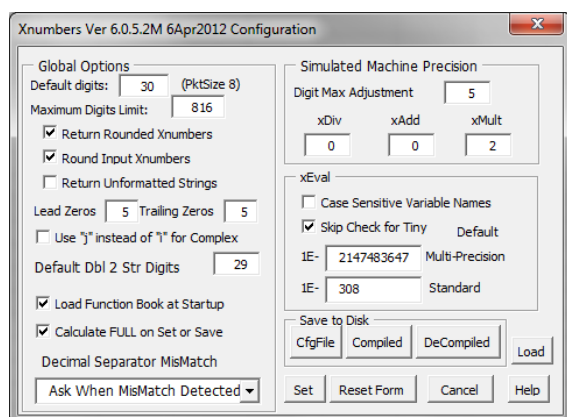 Xnumbers Ver 6.0.5.2M 6Apr2012 Configuration
Global Options
Default digits: 30 (PktSize 8)
Maximum Digits Limit: 816
Return Rounded Xnumbers
Round Input Xnumbers
Return Unformatted Strings
Lead Zeros 5 Trailing Zeros 5
Use "j" instead of "i" for Complex
Default Dbl 2 Str Digits 29
Load Function Book at Startup
Calculate FULL on Set or Save
Decimal Separator MisMatch
Ask When MisMatch Detected
Simulated Machine Precision
Digit Max Adjustment 5
xDiv xAdd xMult
0 0 2
xEval
Case Sensitive Variable Names
Skip Check for Tiny Default
1E- 2147483647 Multi-Precision
1E- 308 Standard
Save to Disk
CfgFile Compiled DeCompiled
Load
Set Reset Form Cancel Help